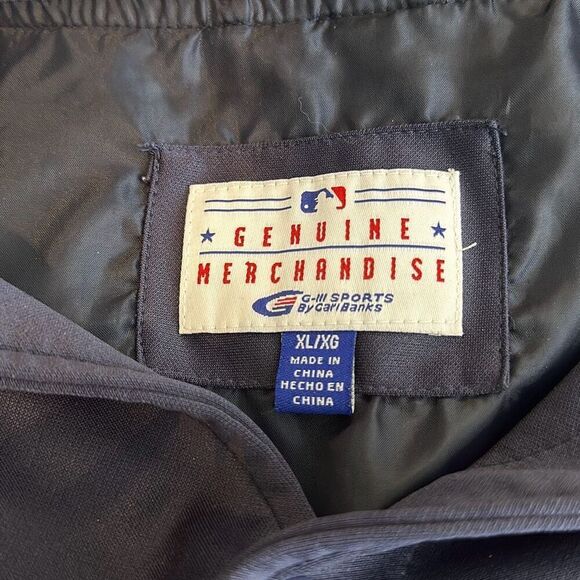 GENUINE
MERCHANDISE
G-III SPORTS
By Carl Banks
XL/XG
MADE IN
CHINA
HECHO EN
CHINA